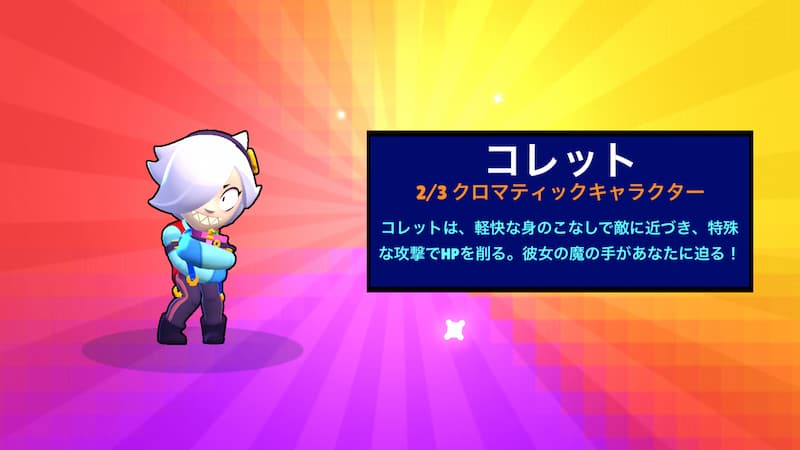 コレット
2/3 クロマティックキャラクター
コレットは、軽快な身のこなしで敵に近づき、特殊
な攻撃でHPを削る。彼女の魔の手があなたに迫る！